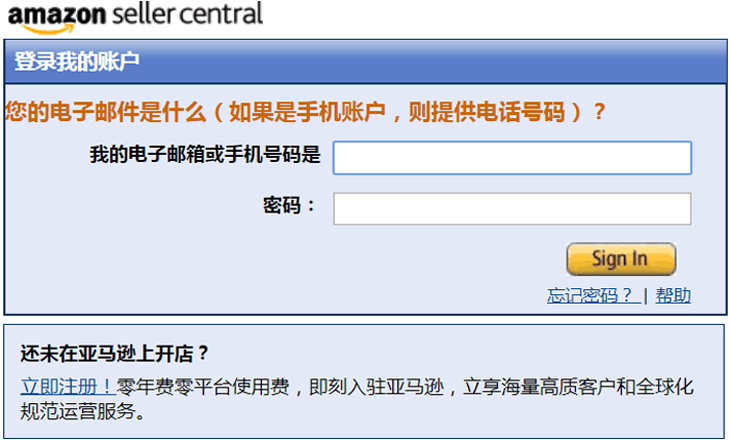 amazon seller central
登录我的账户
您的电子邮件是什么（如果是手机账户，则提供电话号码）？
我的电子邮箱或手机号码是
密码：
Sign In
忘记密码？ | 帮助
还未在亚马逊上开店？
立即注册！零年费零平台使用费，即刻入驻亚马逊，立享海量高质客户和全球化
规范运营服务。